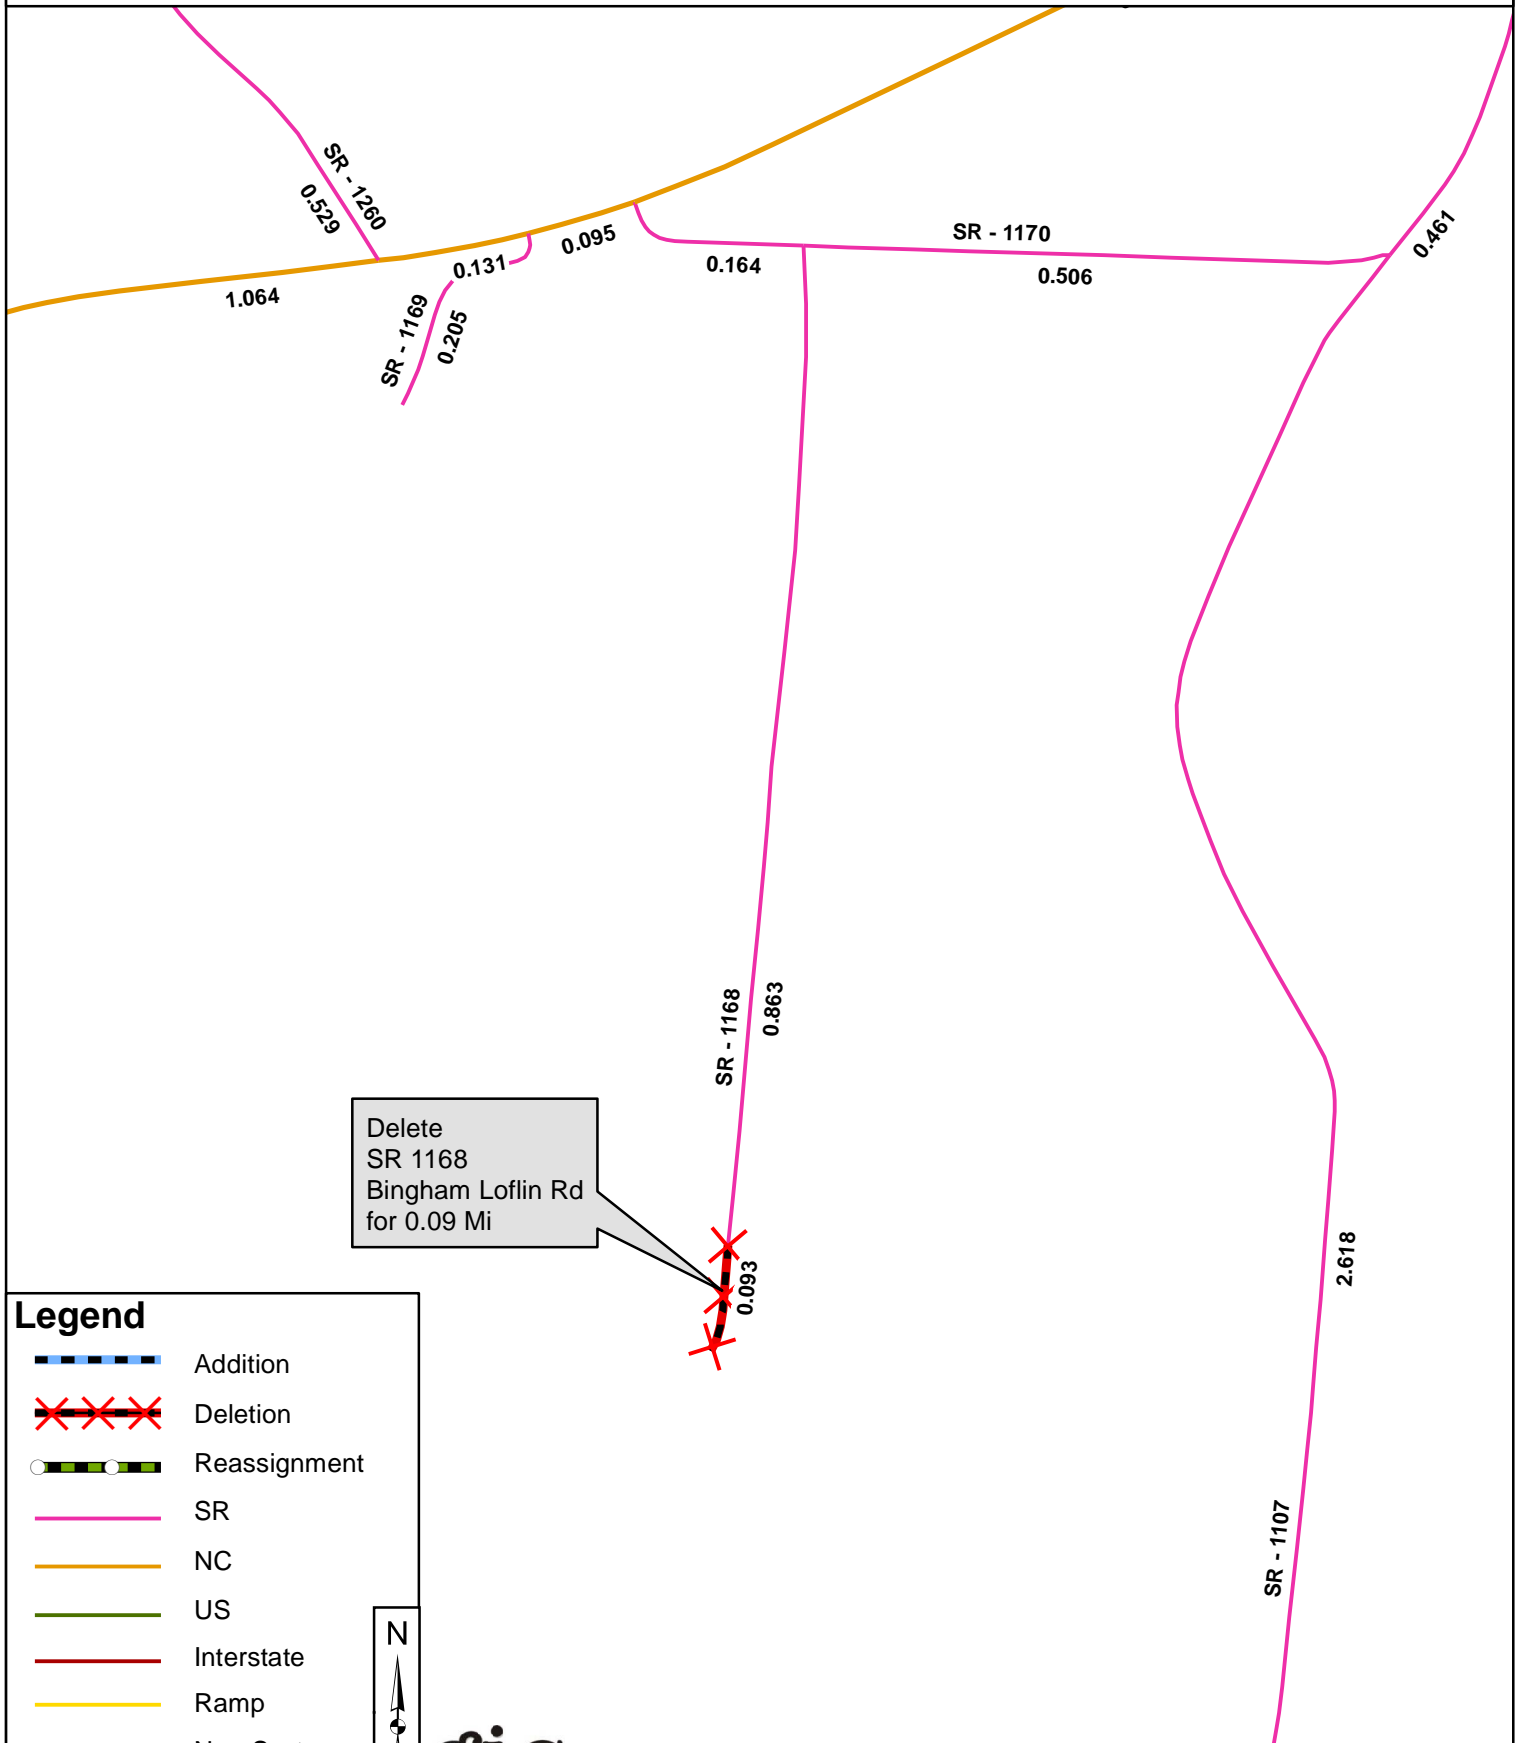 SR - 1260
0.529
0.095
SR - 1170
0.461
0.131
0.164
0.506
1.064
SR - 1169
0.205
SR - 1168
0.863
Delete
SR 1168
Bingham Loflin Rd
for 0.09 Mi
0.093
2.618
SR - 1107
Legend
Addition
Deletion
Reassignment
SR
NC
US
Interstate
Ramp
N